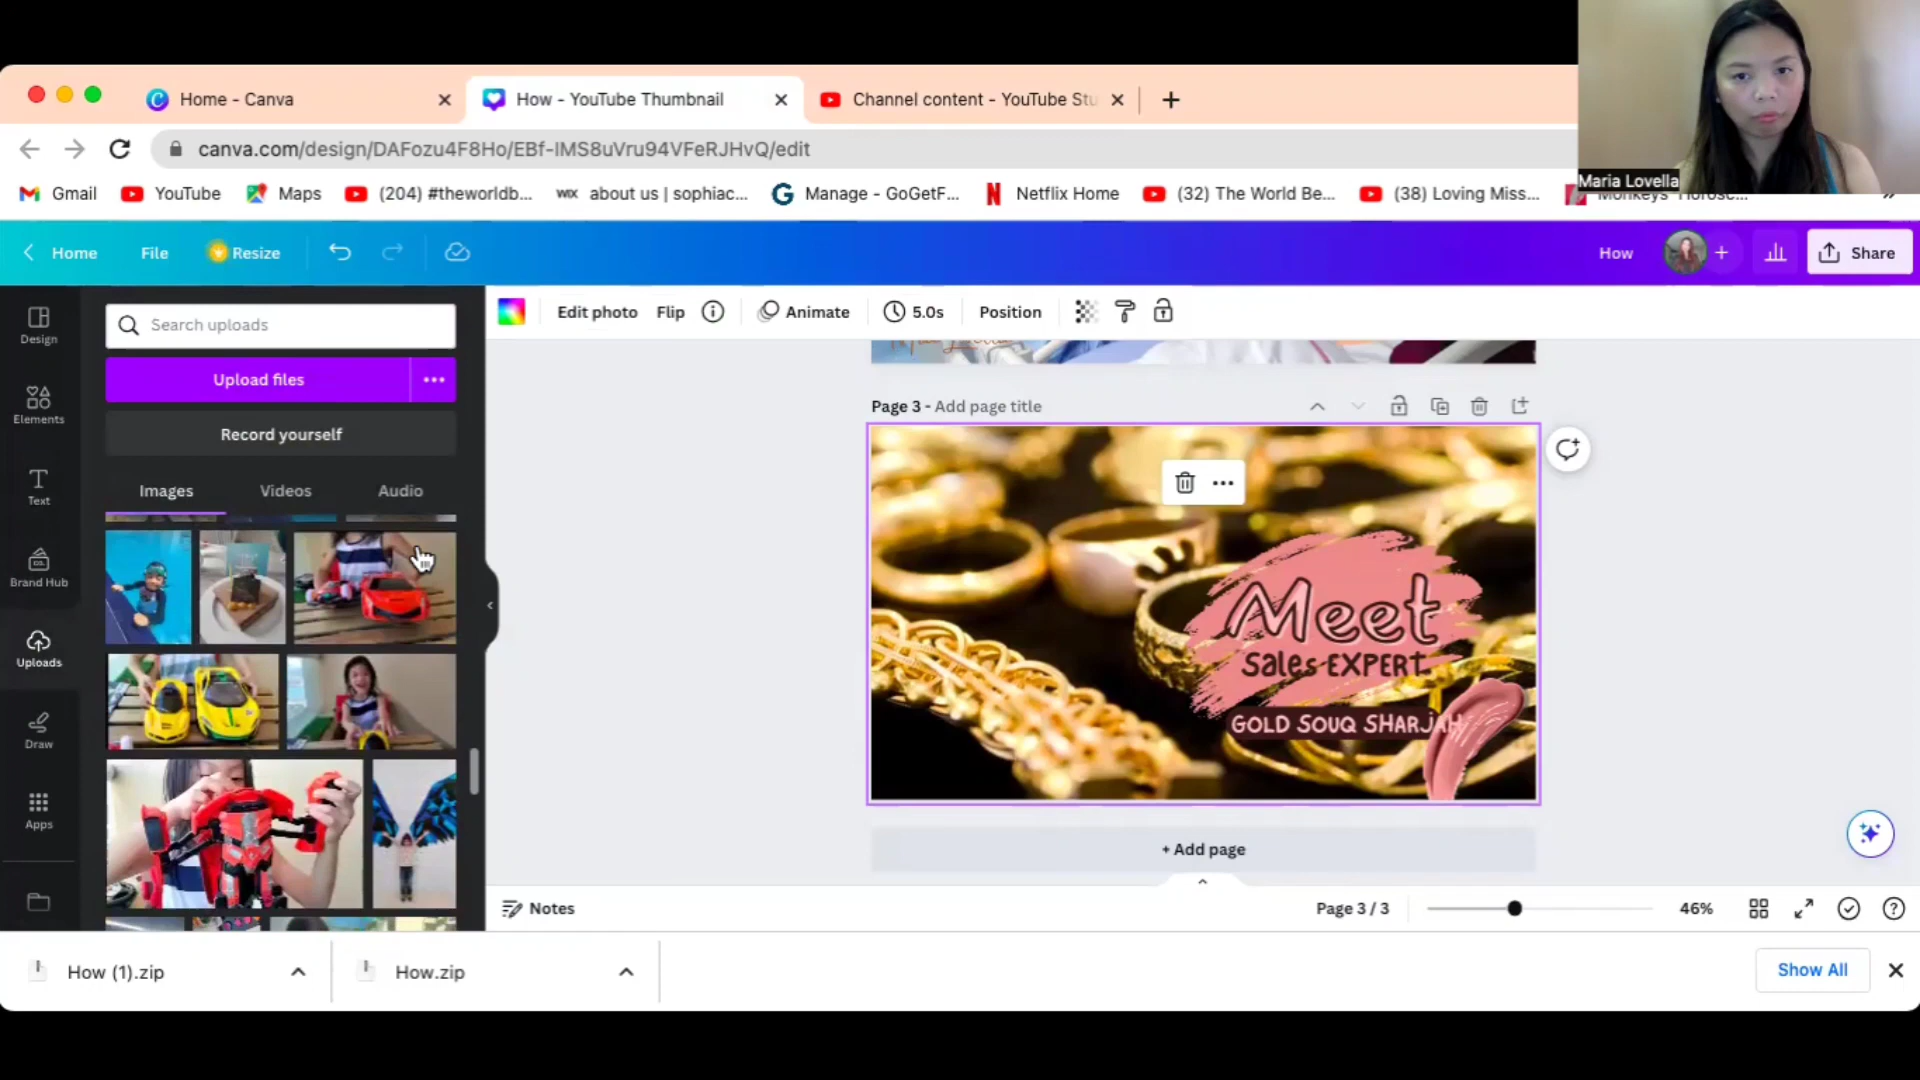 Home - Canva
How - YouTube Thumbnail
Channel content - YouTube Stu
Maria Lovella
canva.com/design/DAFozu4F8Ho/EBf-IMS8uVru94VFeRJHvQ/edit
Gmail
YouTube
Maps
(204) #theworldb...
WIX about us | sophiac...
Manage - GoGetF...
Netflix Home
(32) The World Be...
(38) Loving Miss...
Home
File
Resize
How
Share
Design
Elements
Text
Brand Hub
Uploads
Draw
Apps
Search uploads
Upload files
Record yourself
Images
Videos
Audio
Edit photo
Flip
Animate
5.0s
Position
Page 3 - Add page title
Meet
Sales EXPERT
GOLD SOUQ SHARJAH
+ Add page
Notes
Page 3 / 3
46%
How (1).zip
How.zip
Show All